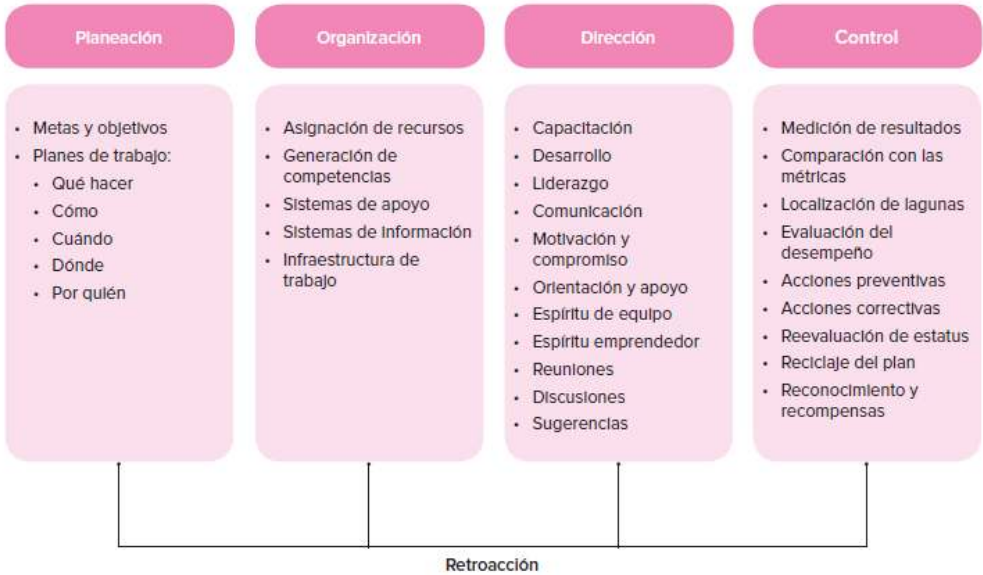 Planeación
Organización
Dirección
Control
• Metas y objetivos
• Planes de trabajo:
• Qué hacer
• Cómo
• Cuándo
• Dónde
• Por quién
• Asignación de recursos
• Generación de
competencias
• Sistemas de apoyo
• Sistemas de Información
• Infraestructura de
trabajo
• Capacitación
• Desarrollo
• Liderazgo
• Comunicación
• Motivación y
compromiso
• Orientación y apoyo
• Espíritu de equipo
• Espíritu emprendedor
• Reuniones
• Discusiones
• Sugerencias
• Medición de resultados
• Comparación con las
métricas
• Localización de lagunas
• Evaluación del
desempeño
• Acciones preventivas
• Acciones correctivas
• Reevaluación de estatus
• Reciclaje del plan
• Reconocimiento y
recompensas
Retroacción